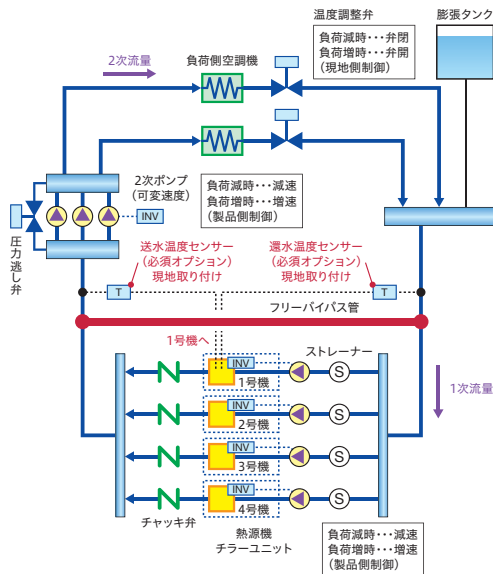 温度調整弁
膨張タンク
負荷減時・・・弁閉
負荷増時・・・弁開
(現地側制御)
2次流量
負荷側空調機
2次ポンプ
(可変速度)
INV
負荷減時・・・減速
負荷増時・・・増速
(製品側制御)
圧力逃し弁
送水温度センサー
(必須オプション)
現地取り付け
還水温度センサー
(必須オプション)
現地取り付け
T
T
フリーバイパス管
1号機へ
ストレーナー
INV
1号機
S
1次流量
INV
2号機
S
INV
3号機
S
INV
4号機
S
チャッキ弁
熱源機
チラーユニット
負荷減時・・・減速
負荷増時・・・増速
(製品側制御)